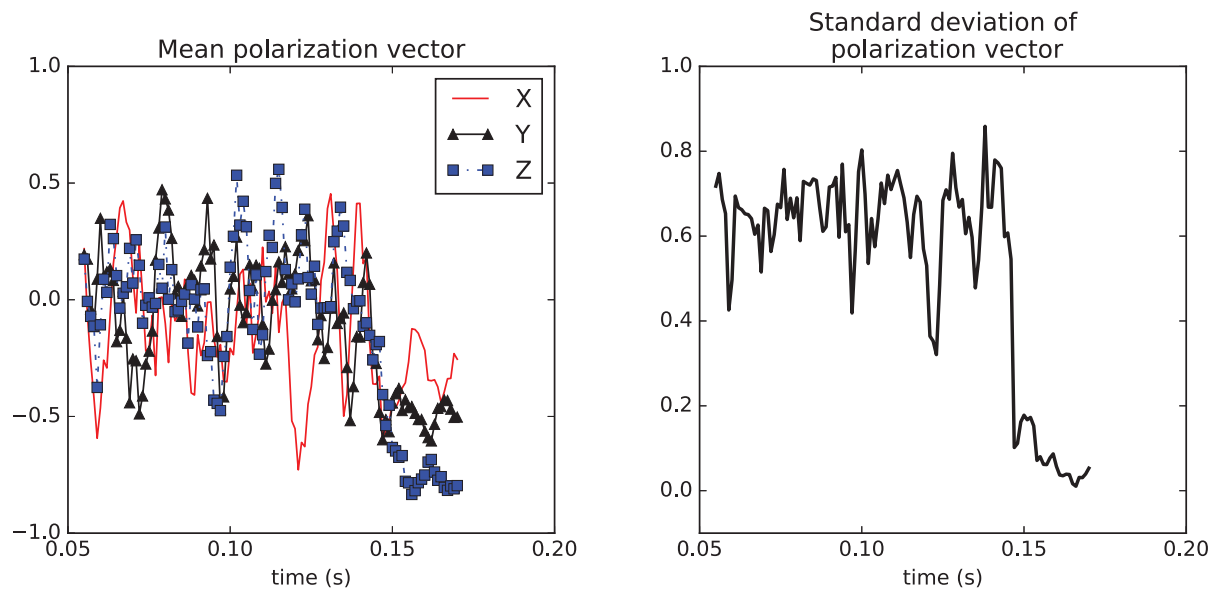 Mean polarization vector
1.0
0.5
0.0
−0.5
−1.0
0.05
0.10
0.15
0.20
time (s)
X
Y
Z
Standard deviation of
polarization vector
1.0
0.8
0.6
0.4
0.2
0.0
0.05
0.10
0.15
0.20
time (s)